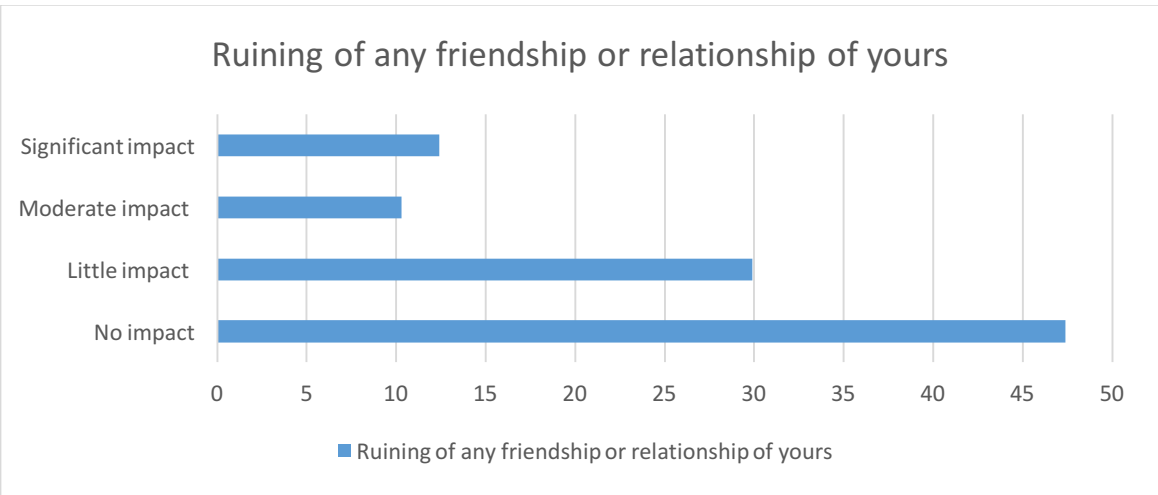 Ruining of any friendship or relationship of yours
Significant impact
Moderate impact
Little impact
No impact
0 5 10 15 20 25 30 35 40 45 50
Ruining of any friendship or relationship of yours